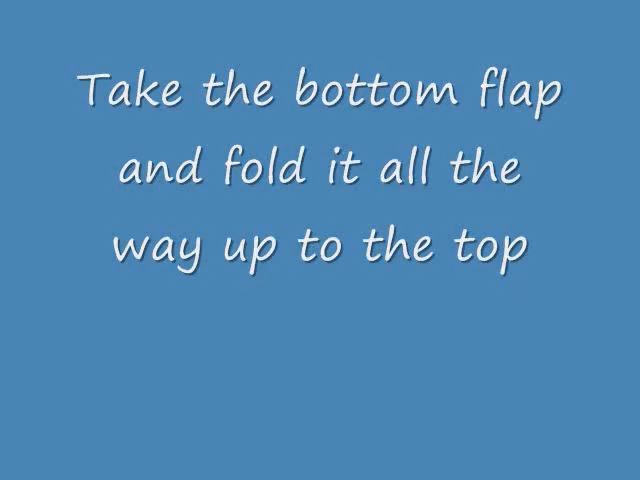 Take the bottom flap
and fold it all the
way up to the top